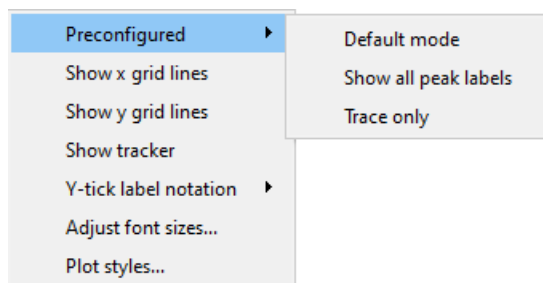 Preconfigured
Show x grid lines
Show y grid lines
Show tracker
Y-tick label notation
Adjust font sizes...
Plot styles...
Default mode
Show all peak labels
Trace only